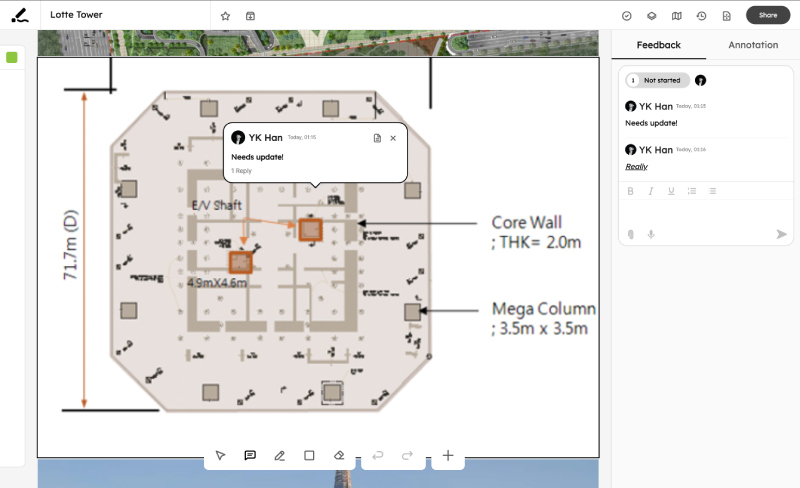 Lotte Tower
Share
Feedback
Annotation
1 Not started
YK Han Today, 01:15
Needs update!
YK Han Today, 01:16
Really
B I U
YK Han Today, 01:15
Needs update!
1 Reply
E/V Shaft
4.9mX4.6m
71.7m (D)
Core Wall
; THK= 2.0m
Mega Column
; 3.5m x 3.5m